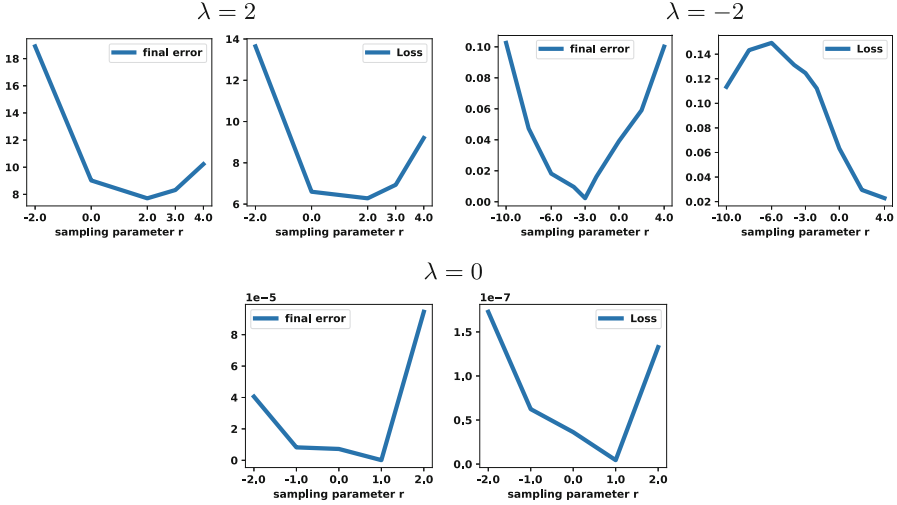 λ = 2
λ = −2
final error
18
16
14
12
10
8
-2.0 0.0 2.0 3.0 4.0
sampling parameter r
Loss
14
12
10
8
6
-2.0 0.0 2.0 3.0 4.0
sampling parameter r
final error
0.10
0.08
0.06
0.04
0.02
0.00
-10.0 -6.0 -3.0 0.0 4.0
sampling parameter r
Loss
0.14
0.12
0.10
0.08
0.06
0.04
0.02
-10.0 -6.0 -3.0 0.0 4.0
sampling parameter r
λ = 0
1e−5
final error
8
6
4
2
0
-2.0 -1.0 0.0 1.0 2.0
sampling parameter r
1e−7
Loss
1.5
1.0
0.5
0.0
-2.0 -1.0 0.0 1.0 2.0
sampling parameter r